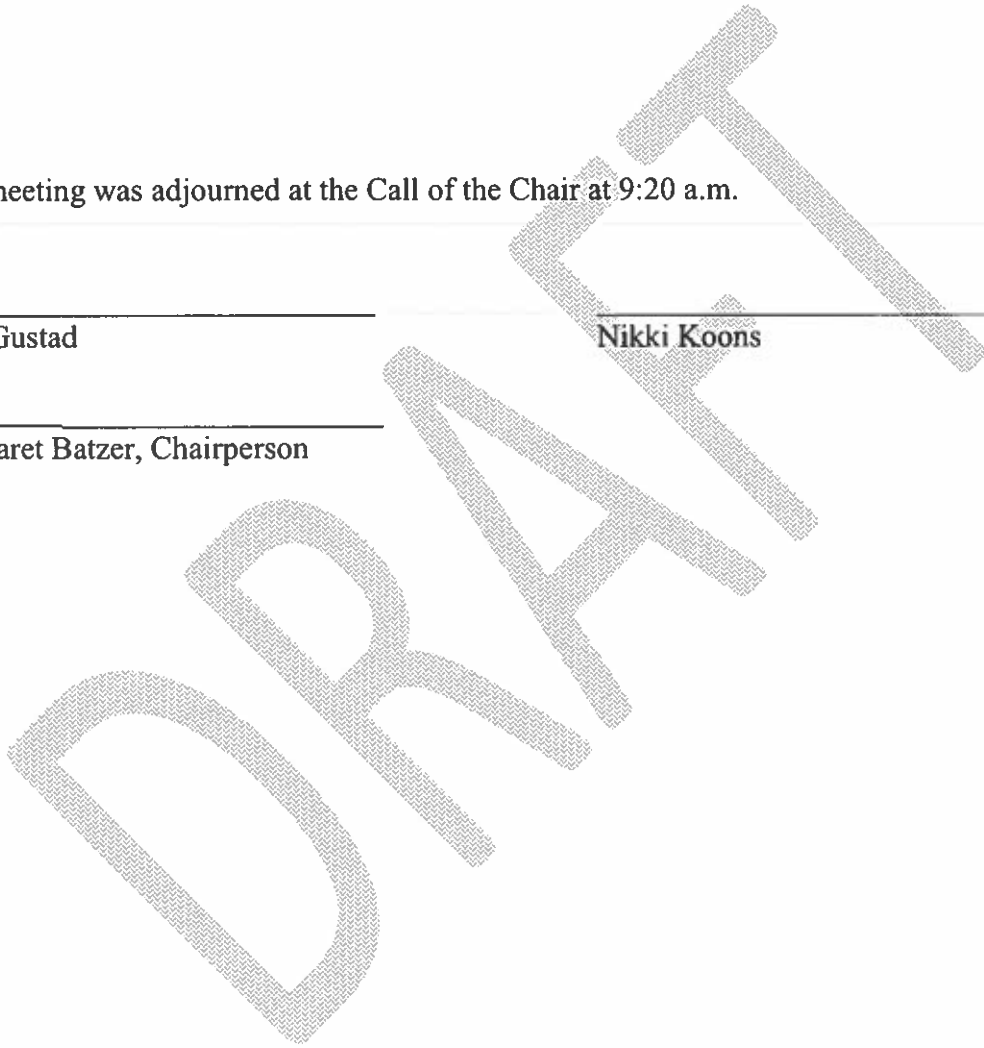 meeting was adjourned at the Call of the Chair at 9:20 a.m.
Gustad Nikki Koons
aret Batzer, Chairperson
DRAFT